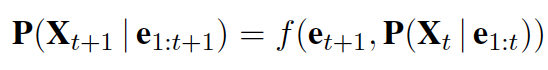 P(X_{t+1} | e_{1:t+1}) = f(e_{t+1}, P(X_t | e_{1:t}))